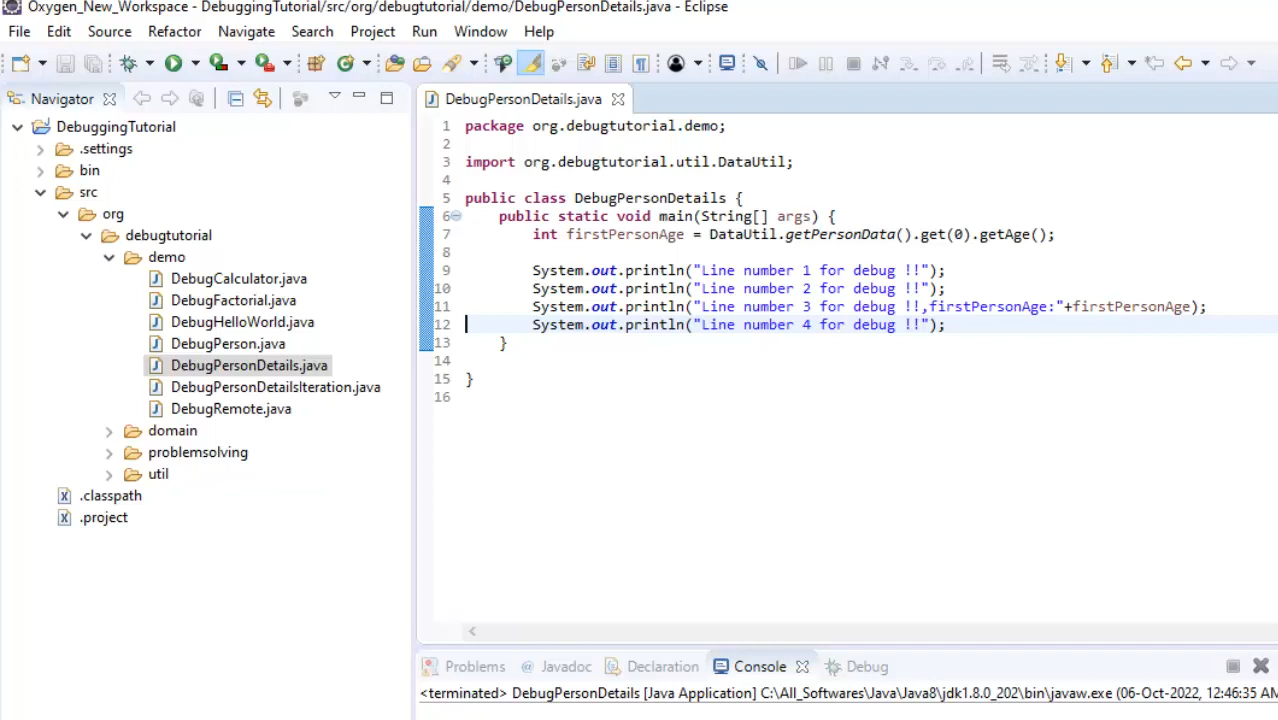 Oxygen_New_Workspace - DebuggingTutorial/src/org/debugtutorial/demo/DebugPersonDetails.java - Eclipse
File Edit Source Refactor Navigate Search Project Run Window Help
Navigator
DebuggingTutorial
.settings
bin
src
org
debugtutorial
demo
DebugCalculator.java
DebugFactorial.java
DebugHelloWorld.java
DebugPerson.java
DebugPersonDetails.java
DebugPersonDetailsIteration.java
DebugRemote.java
domain
problemsolving
util
.classpath
.project
DebugPersonDetails.java
1 package org.debugtutorial.demo;
2
3 import org.debugtutorial.util.DataUtil;
4
5 public class DebugPersonDetails {
6 public static void main(String[] args) {
7 int firstPersonAge = DataUtil.getPersonData().get(0).getAge();
8
9 System.out.println("Line number 1 for debug !!");
10 System.out.println("Line number 2 for debug !!");
11 System.out.println("Line number 3 for debug !!,firstPersonAge:"+firstPersonAge);
12 System.out.println("Line number 4 for debug !!");
13 }
14
15 }
16
Problems @ Javadoc Declaration Console Debug
<terminated> DebugPersonDetails [Java Application] C:\All_Softwares\Java\Java8\jdk1.8.0_202\bin\javaw.exe (06-Oct-2022, 12:46:35 AM